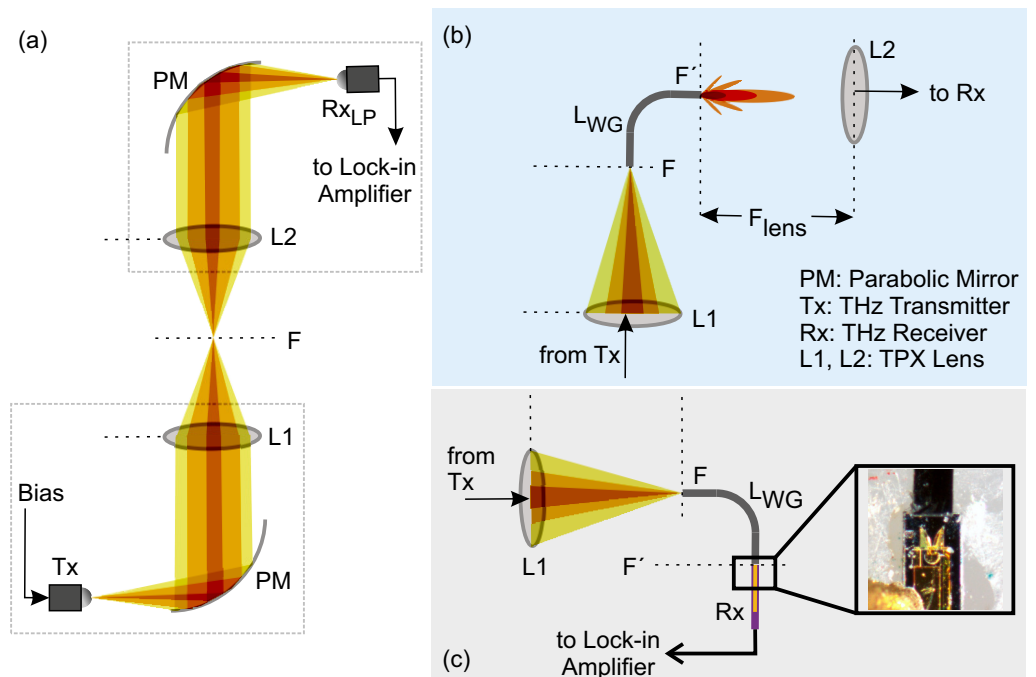 (a)
PM
Rx_LP
to Lock-in
Amplifier
L2
F
L1
Bias
Tx
PM
(b)
F´
L2
L_WG
to Rx
F
F_lens
L1
from Tx
PM: Parabolic Mirror
Tx: THz Transmitter
Rx: THz Receiver
L1, L2: TPX Lens
from
Tx
F
L_WG
L1
F´
Rx
to Lock-in
Amplifier
(c)